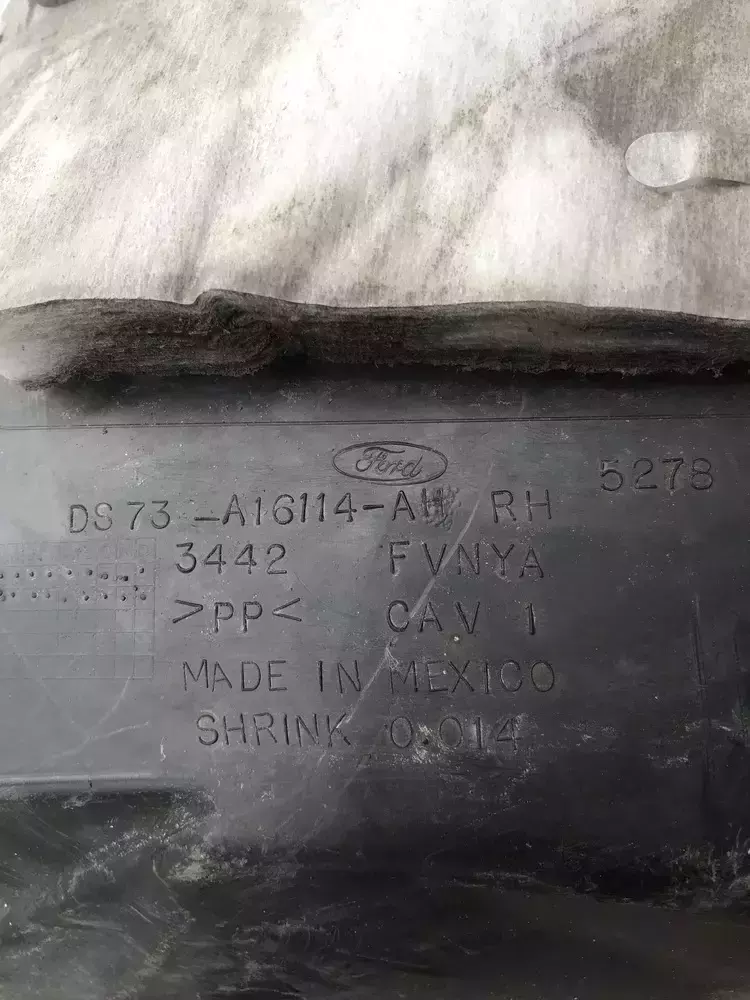 Ford
5278
DS73-A16114-AH RH
3442 FVNYA
>PP< CAV 1
MADE IN MEXICO
SHRINK 0.014